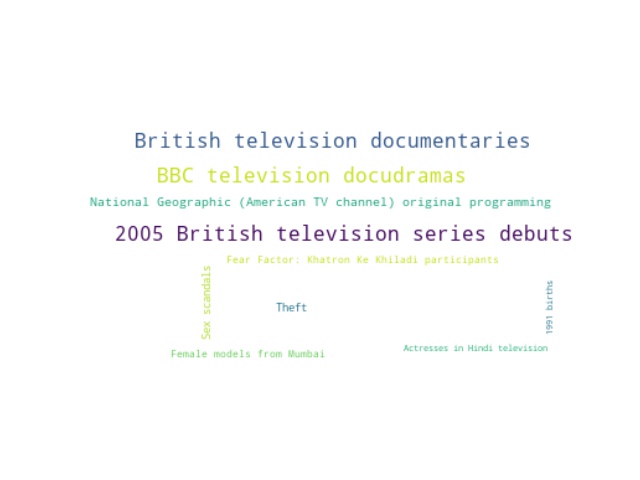 British television documentaries
BBC television docudramas
National Geographic (American TV channel) original programming
2005 British television series debuts
Fear Factor: Khatron Ke Khiladi participants
Sex scandals
Theft
1991 births
Actresses in Hindi television
Female models from Mumbai